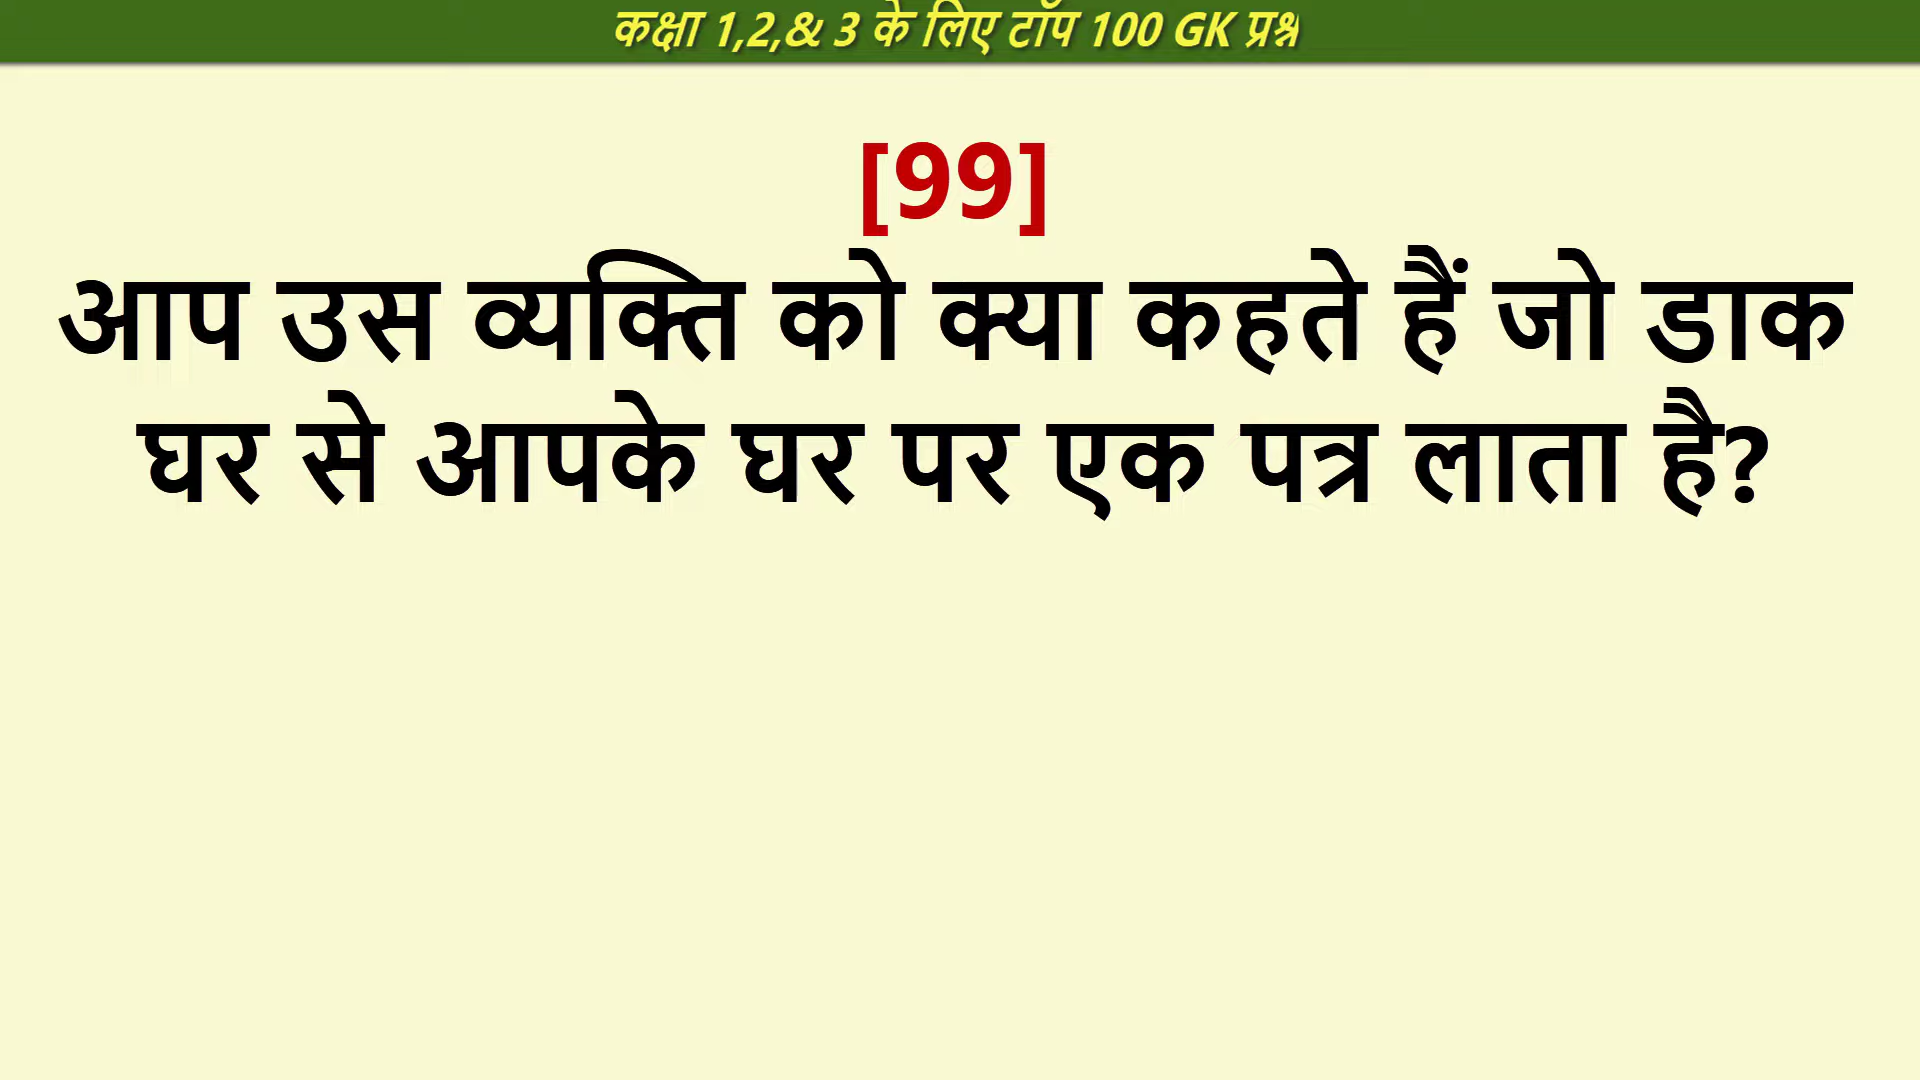 कक्षा 1,2,& 3 के लिए टॉप 100 GK प्रश्न
[99]
आप उस व्यक्ति को क्या कहते हैं जो डाक
घर से आपके घर पर एक पत्र लाता है?